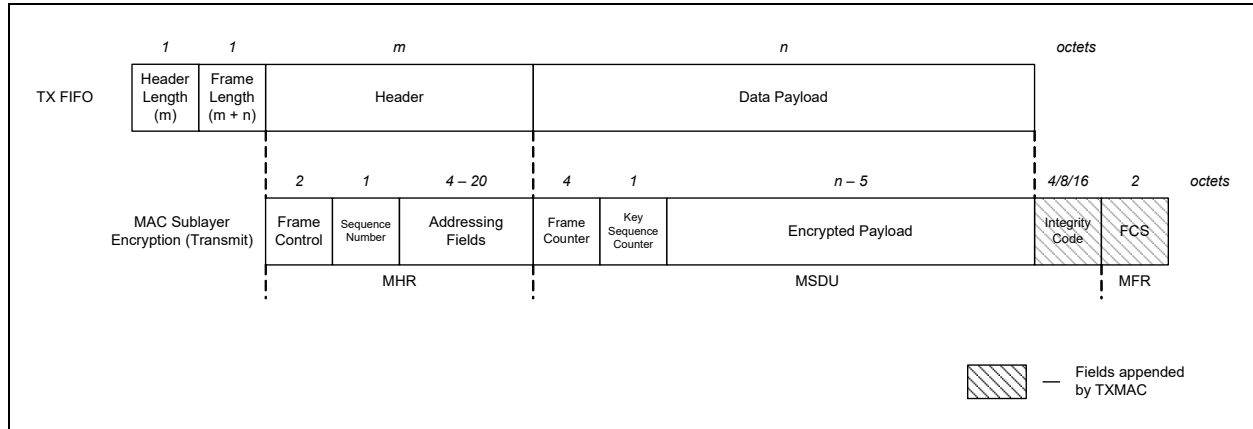 1 1 m n octets
TX FIFO
Header
Length
(m)
Frame
Length
(m + n)
Header
Data Payload
2 1 4 – 20 4 1 n – 5 4/8/16 2 octets
MAC Sublayer
Encryption (Transmit)
Frame
Control
Sequence
Number
Addressing
Fields
Frame
Counter
Key
Sequence
Counter
Encrypted Payload
Integrity
Code
FCS
MHR MSDU MFR
— Fields appended
by TXMAC